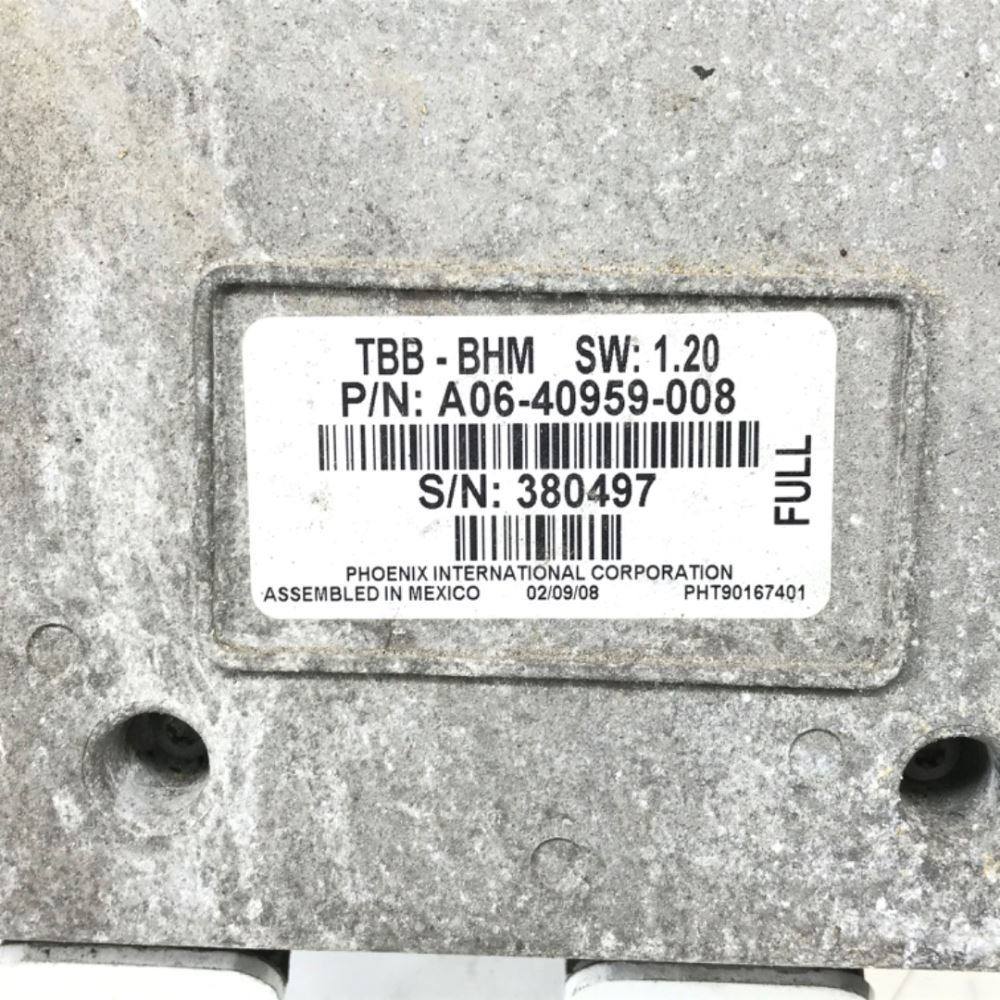 TBB - BHM SW: 1.20
P/N: A06-40959-008
S/N: 380497
FULL
PHOENIX INTERNATIONAL CORPORATION
ASSEMBLED IN MEXICO 02/09/08 PHT90167401